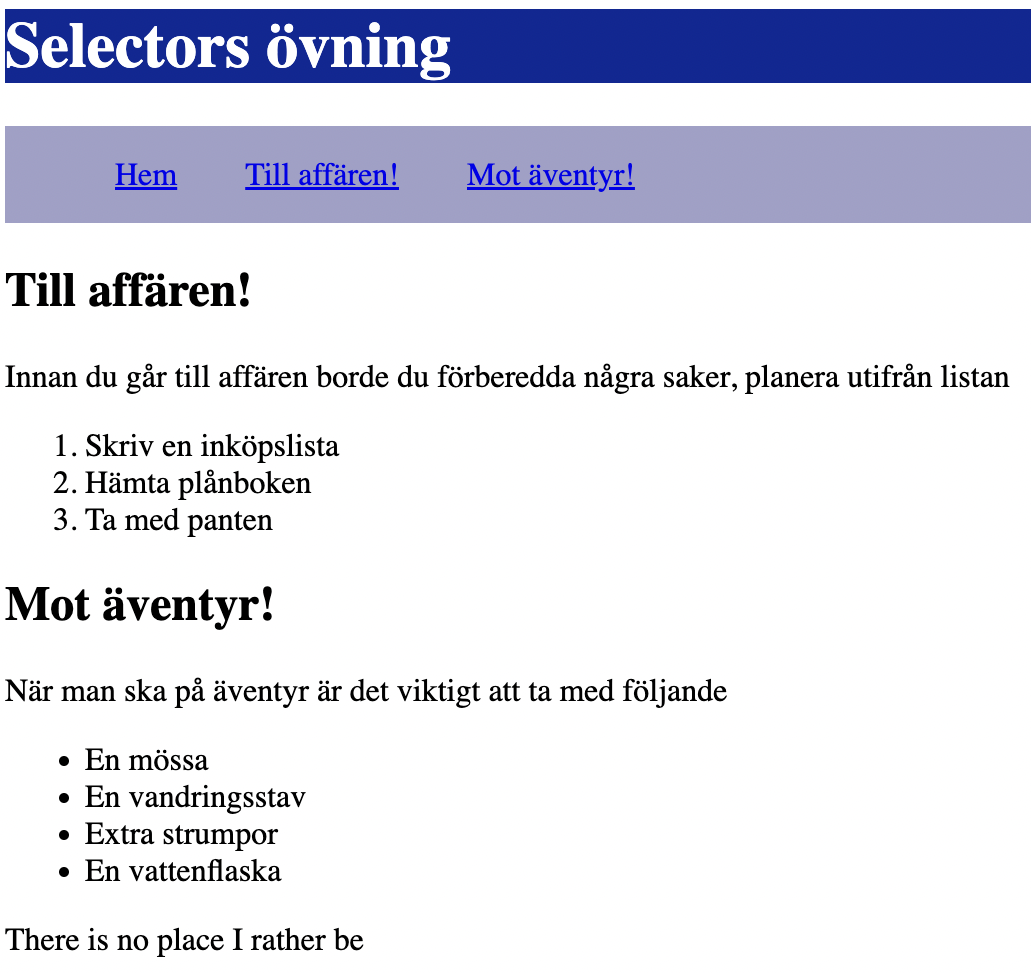 Selectors övning
Hem Till affären! Mot äventyr!
Till affären!
Innan du går till affären borde du förberedda några saker, planera utifrån listan
1. Skriv en inköpslista
2. Hämta plånboken
3. Ta med panten
Mot äventyr!
När man ska på äventyr är det viktigt att ta med följande
• En mössa
• En vandringsstav
• Extra strumpor
• En vattenflaska
There is no place I rather be